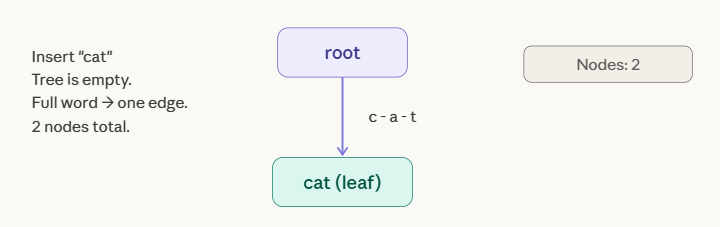 Insert "cat"
Tree is empty.
Full word → one edge.
2 nodes total.
root
c-a-t
cat (leaf)
Nodes: 2